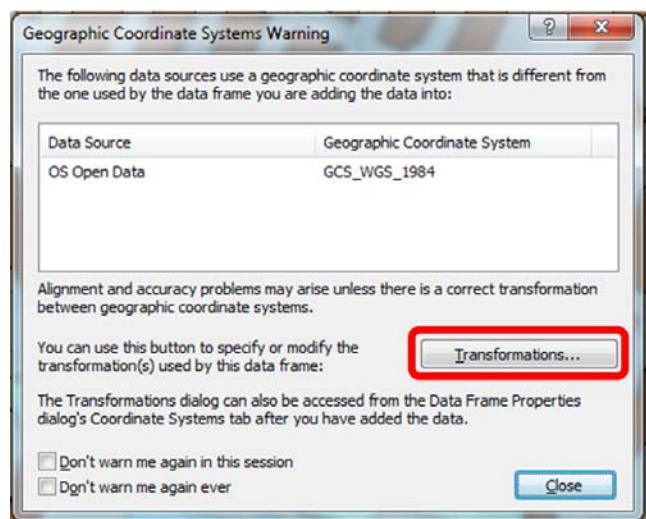 Geographic Coordinate Systems Warning
The following data sources use a geographic coordinate system that is different from
the one used by the data frame you are adding the data into:
Data Source Geographic Coordinate System
OS Open Data GCS_WGS_1984
Alignment and accuracy problems may arise unless there is a correct transformation
between geographic coordinate systems.
You can use this button to specify or modify the
transformation(s) used by this data frame:
Transformations...
The Transformations dialog can also be accessed from the Data Frame Properties
dialog's Coordinate Systems tab after you have added the data.
Don't warn me again in this session
Don't warn me again ever
Close